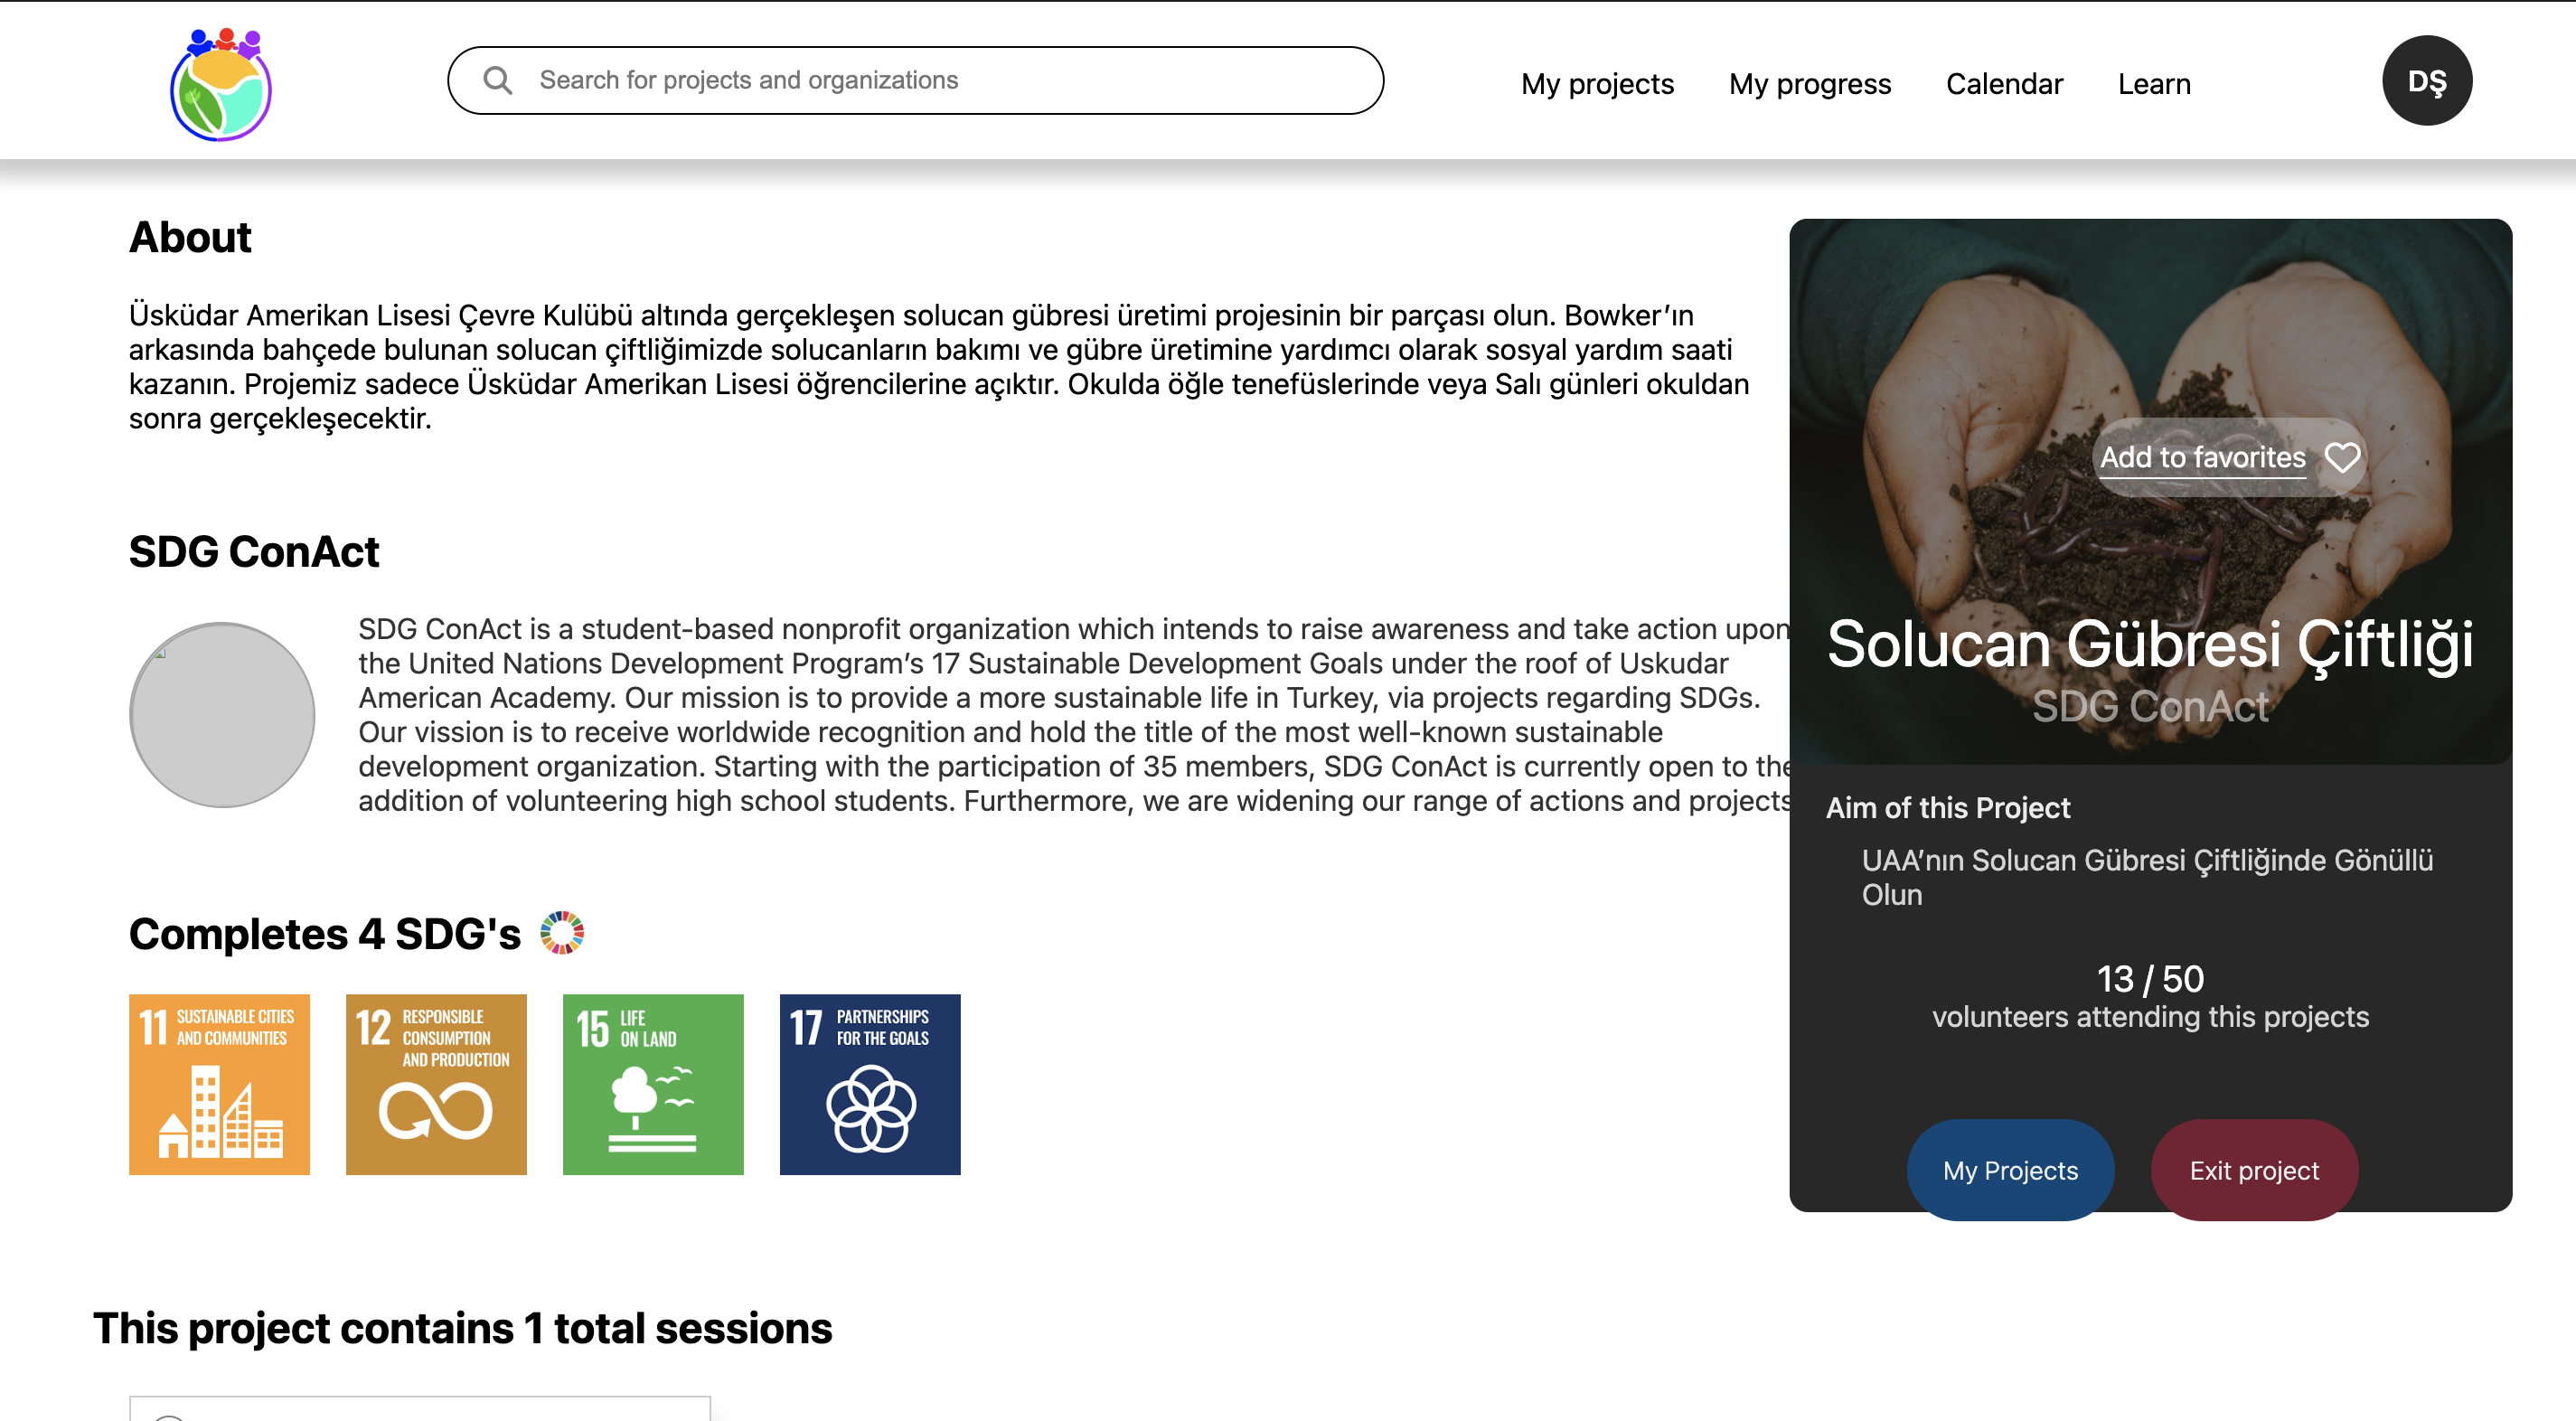 Search for projects and organizations
My projects
My progress
Calendar
Learn
DŞ
About
Üsküdar Amerikan Lisesi Çevre Kulübü altında gerçekleşen solucan gübresi üretimi projesinin bir parçası olun. Bowker’ın
arkasında bahçede bulunan solucan çiftliğimizde solucanların bakımı ve gübre üretimine yardımcı olarak sosyal yardım saati
kazanın. Projemiz sadece Üsküdar Amerikan Lisesi öğrencilerine açıktır. Okulda öğle tenefüslerinde veya Salı günleri okuldan
sonra gerçekleşecektir.
SDG ConAct
SDG ConAct is a student-based nonprofit organization which intends to raise awareness and take action upon
the United Nations Development Program’s 17 Sustainable Development Goals under the roof of Uskudar
American Academy. Our mission is to provide a more sustainable life in Turkey, via projects regarding SDGs.
Our vission is to receive worldwide recognition and hold the title of the most well-known sustainable
development organization. Starting with the participation of 35 members, SDG ConAct is currently open to the
addition of volunteering high school students. Furthermore, we are widening our range of actions and projects
Completes 4 SDG's
11 SUSTAINABLE CITIES
AND COMMUNITIES
12 RESPONSIBLE
CONSUMPTION
AND PRODUCTION
15 LIFE
ON LAND
17 PARTNERSHIPS
FOR THE GOALS
This project contains 1 total sessions
Add to favorites
Solucan Gübresi Çiftliği
SDG ConAct
Aim of this Project
UAA’nın Solucan Gübresi Çiftliğinde Gönüllü
Olun
13 / 50
volunteers attending this projects
My Projects
Exit project